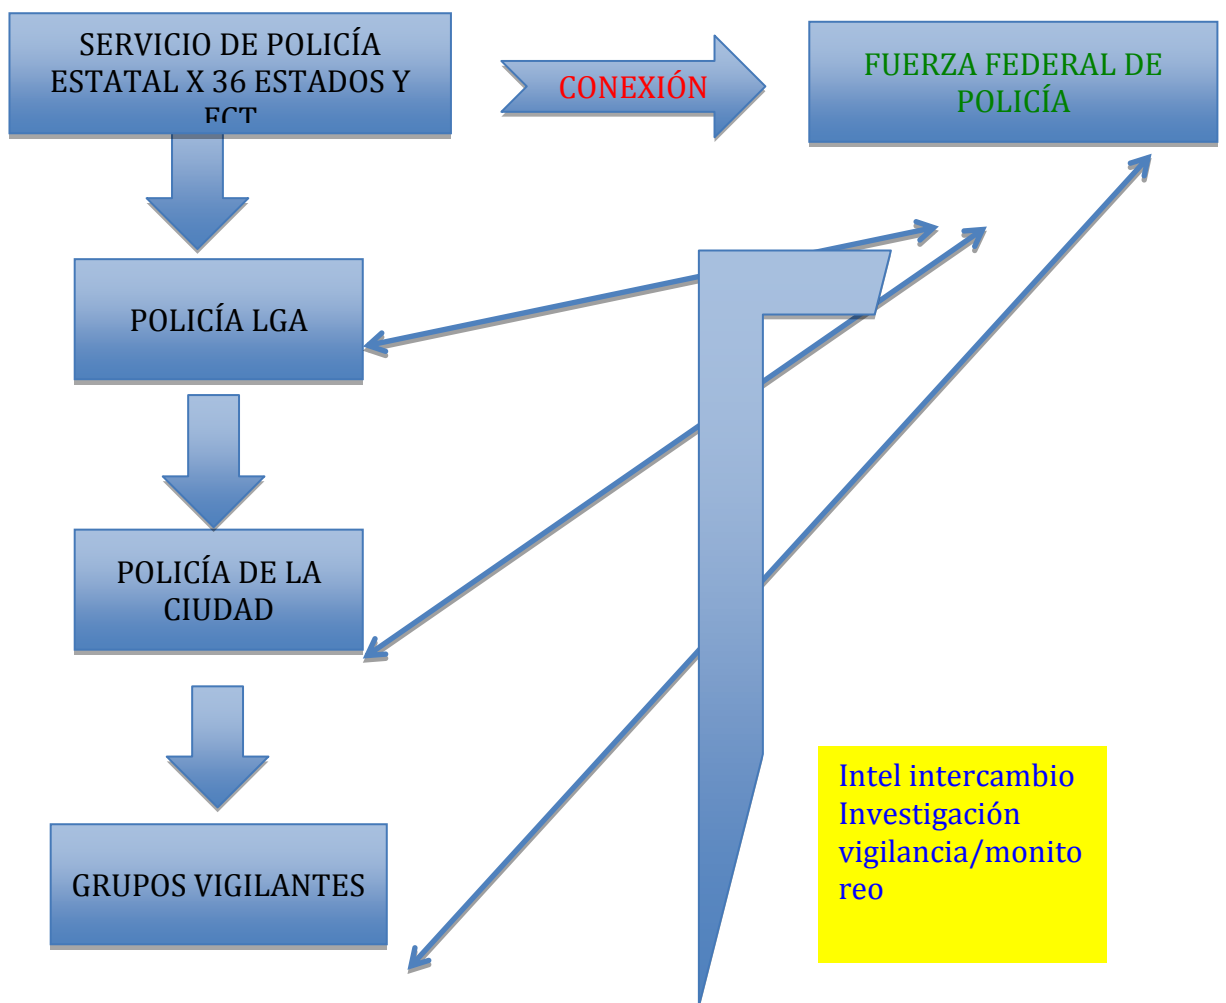 SERVICIO DE POLICÍA
ESTATAL X 36 ESTADOS Y
FCT
CONEXIÓN
FUERZA FEDERAL DE
POLICÍA
POLICÍA LGA
POLICÍA DE LA
CIUDAD
GRUPOS VIGILANTES
Intel intercambio
Investigación
vigilancia/monito
reo